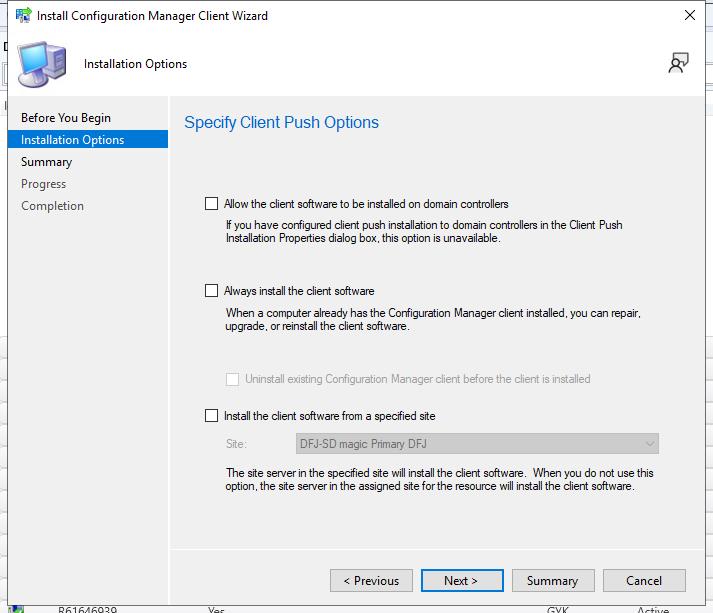 Install Configuration Manager Client Wizard
Installation Options
Before You Begin
Installation Options
Summary
Progress
Completion
Specify Client Push Options
Allow the client software to be installed on domain controllers
If you have configured client push installation to domain controllers in the Client Push
Installation Properties dialog box, this option is unavailable.
Always install the client software
When a computer already has the Configuration Manager client installed, you can repair,
upgrade, or reinstall the client software.
Uninstall existing Configuration Manager client before the client is installed
Install the client software from a specified site
Site: DFJ-SD magic Primary DFJ
The site server in the specified site will install the client software. When you do not use this
option, the site server in the assigned site for the resource will install the client software.
< Previous Next > Summary Cancel
R61646939 Yes GYK Active